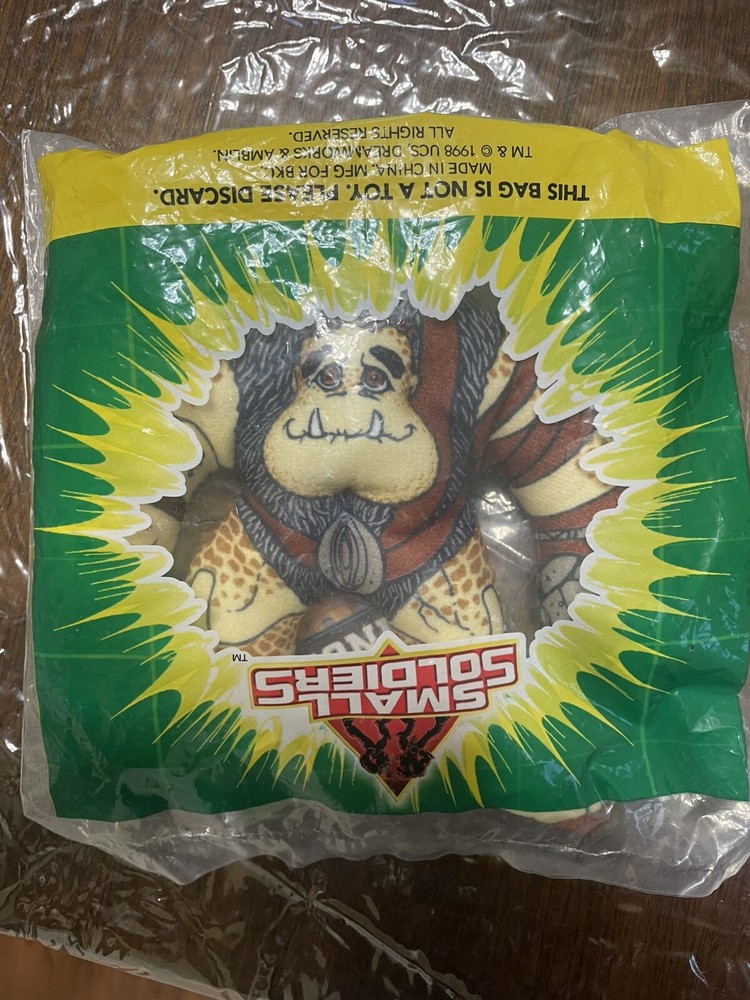 SMALL
SOLDIERS
TM
THIS BAG IS NOT A TOY. PLEASE DISCARD.
MADE IN CHINA. MFG FOR BKC.
TM & © 1998 UCS, DREAMWORKS & AMBLIN.
ALL RIGHTS RESERVED.